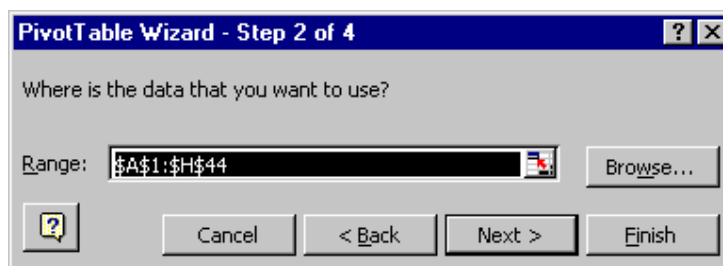 PivotTable Wizard - Step 2 of 4
Where is the data that you want to use?
Range: $A$1:$H$44 Browse...
Cancel < Back Next > Finish